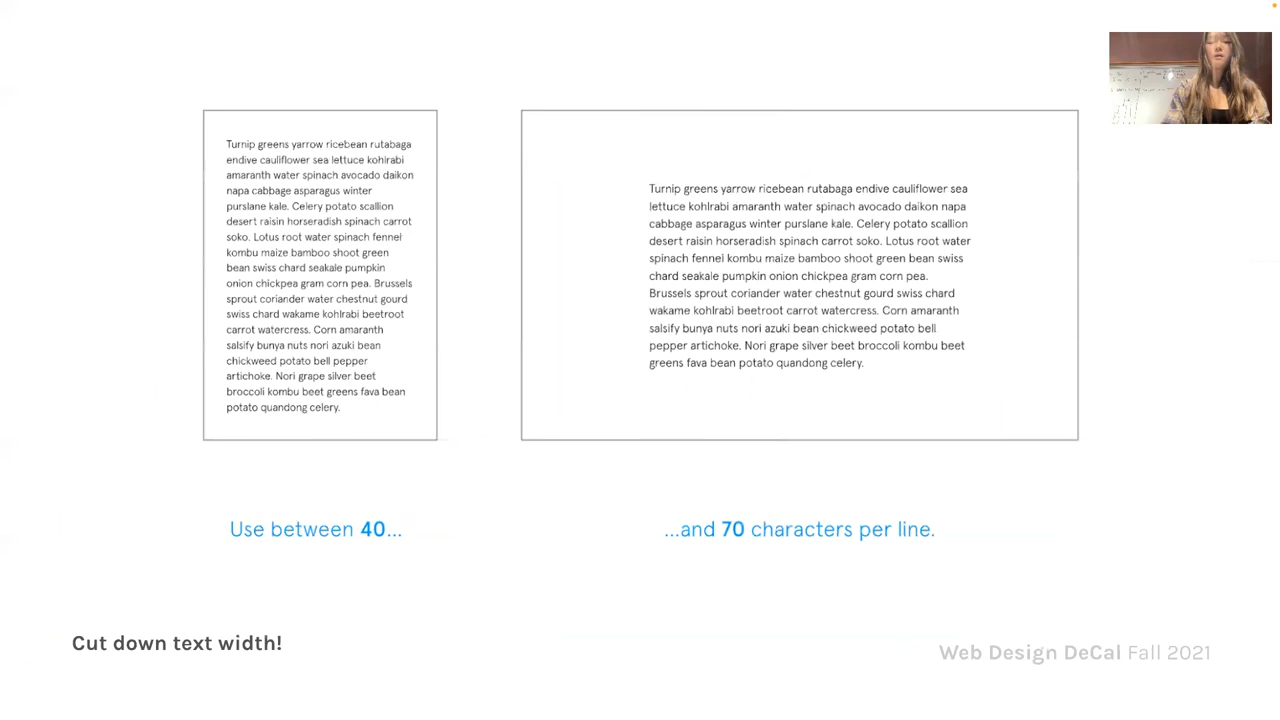 Turnip greens yarrow ricebean rutabaga
endive cauliflower sea lettuce kohlrabi
amaranth water spinach avocado daikon
napa cabbage asparagus winter
purslane kale. Celery potato scallion
desert raisin horseradish spinach carrot
soko. Lotus root water spinach fennel
kombu maize bamboo shoot green
bean swiss chard seakale pumpkin
onion chickpea gram corn pea. Brussels
sprout coriander water chestnut gourd
swiss chard wakame kohlrabi beetroot
carrot watercress. Corn amaranth
salsify bunya nuts nori azuki bean
chickweed potato bell pepper
artichoke. Nori grape silver beet
broccoli kombu beet greens fava bean
potato quandong celery.
Turnip greens yarrow ricebean rutabaga endive cauliflower sea
lettuce kohlrabi amaranth water spinach avocado daikon napa
cabbage asparagus winter purslane kale. Celery potato scallion
desert raisin horseradish spinach carrot soko. Lotus root water
spinach fennel kombu maize bamboo shoot green bean swiss
chard seakale pumpkin onion chickpea gram corn pea.
Brussels sprout coriander water chestnut gourd swiss chard
wakame kohlrabi beetroot carrot watercress. Corn amaranth
salsify bunya nuts nori azuki bean chickweed potato bell
pepper artichoke. Nori grape silver beet broccoli kombu beet
greens fava bean potato quandong celery.
Use between 40...
...and 70 characters per line.
Cut down text width!
Web Design DeCal Fall 2021